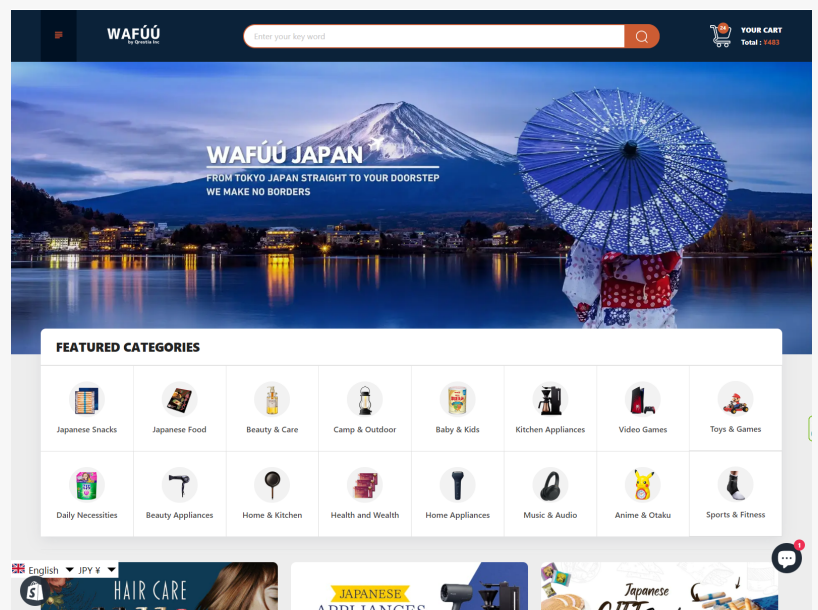 WAFÚÚ
by Qreatia Inc
Enter your key word
24
YOUR CART
Total : ¥483
WAFÚÚ JAPAN
FROM TOKYO JAPAN STRAIGHT TO YOUR DOORSTEP
WE MAKE NO BORDERS
FEATURED CATEGORIES
Japanese Snacks
Japanese Food
Beauty & Care
Camp & Outdoor
Baby & Kids
Kitchen Appliances
Video Games
Toys & Games
Daily Necessities
Beauty Appliances
Home & Kitchen
Health and Wealth
Home Appliances
Music & Audio
Anime & Otaku
Sports & Fitness
1
English JPY ¥
HAIR CARE
JAPANESE
APPLIANCES
Japanese